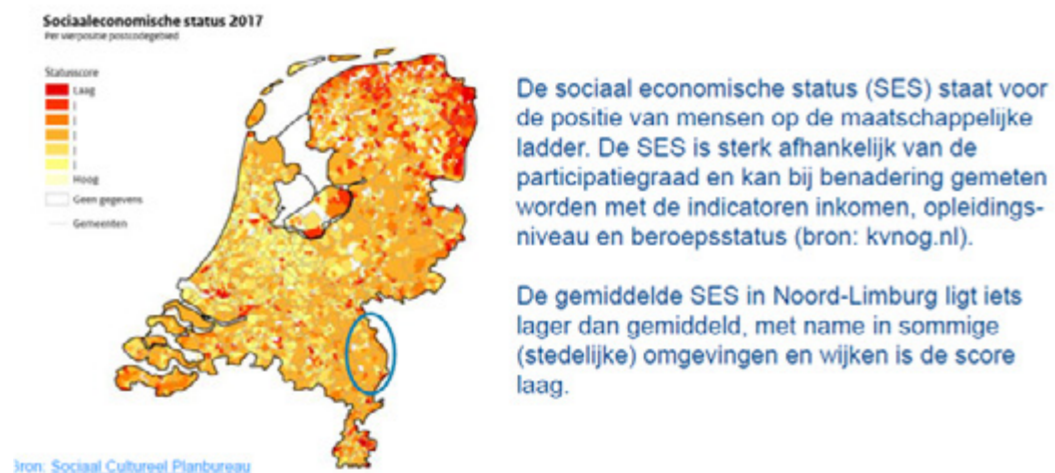 Sociaaleconomische status 2017
Per vierpositie postcodegebied
Statusscore
Laag
|
|
|
|
|
Hoog
Geen gegevens
Gemeenten
De sociaal economische status (SES) staat voor
de positie van mensen op de maatschappelijke
ladder. De SES is sterk afhankelijk van de
participatiegraad en kan bij benadering gemeten
worden met de indicatoren inkomen, opleidings-
niveau en beroepsstatus (bron: kvnog.nl).
De gemiddelde SES in Noord-Limburg ligt iets
lager dan gemiddeld, met name in sommige
(stedelijke) omgevingen en wijken is de score
laag.
Bron: Sociaal Cultureel Planbureau